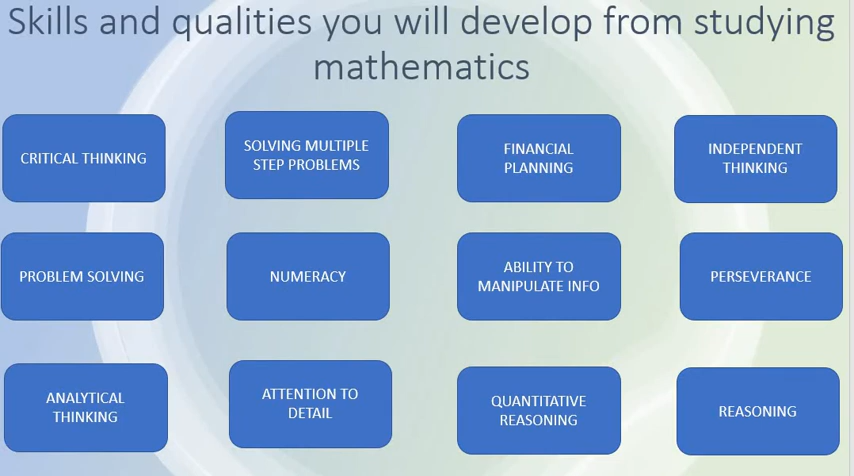 Skills and qualities you will develop from studying
mathematics
CRITICAL THINKING
SOLVING MULTIPLE
STEP PROBLEMS
FINANCIAL
PLANNING
INDEPENDENT
THINKING
PROBLEM SOLVING
NUMERACY
ABILITY TO
MANIPULATE INFO
PERSEVERANCE
ANALYTICAL
THINKING
ATTENTION TO
DETAIL
QUANTITATIVE
REASONING
REASONING